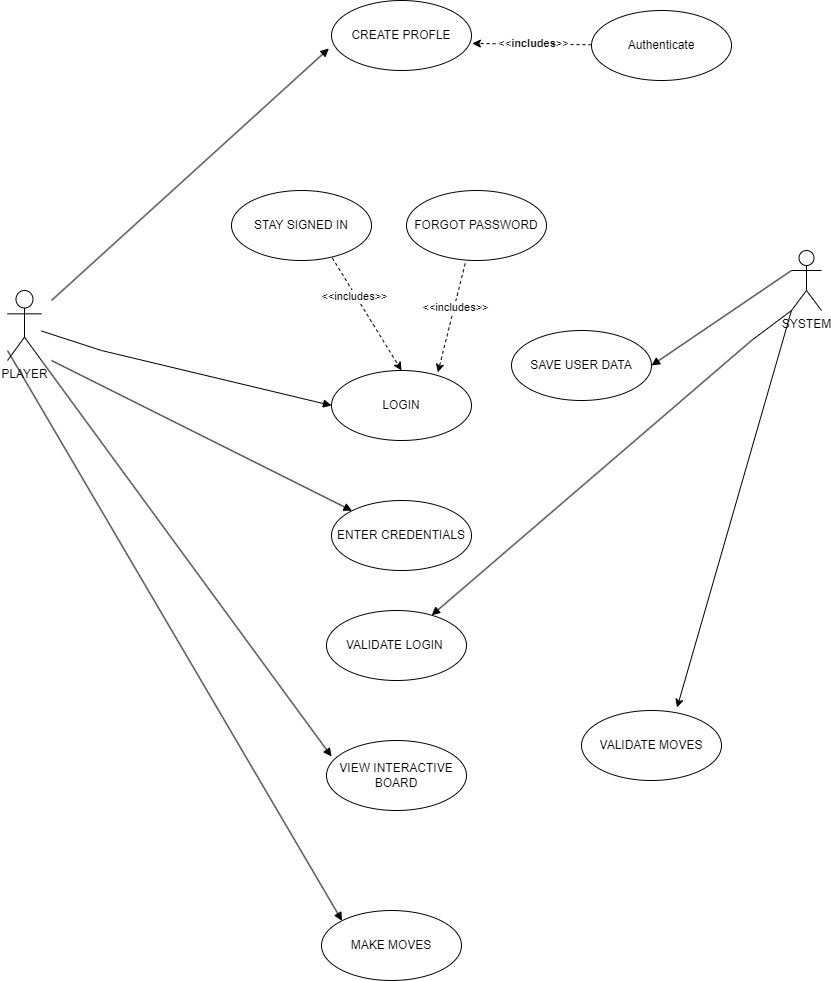 CREATE PROFLE
<<includes>>
Authenticate
STAY SIGNED IN
FORGOT PASSWORD
<<includes>>
<<includes>>
SYSTEM
PLAYER
SAVE USER DATA
LOGIN
ENTER CREDENTIALS
VALIDATE LOGIN
VALIDATE MOVES
VIEW INTERACTIVE
BOARD
MAKE MOVES